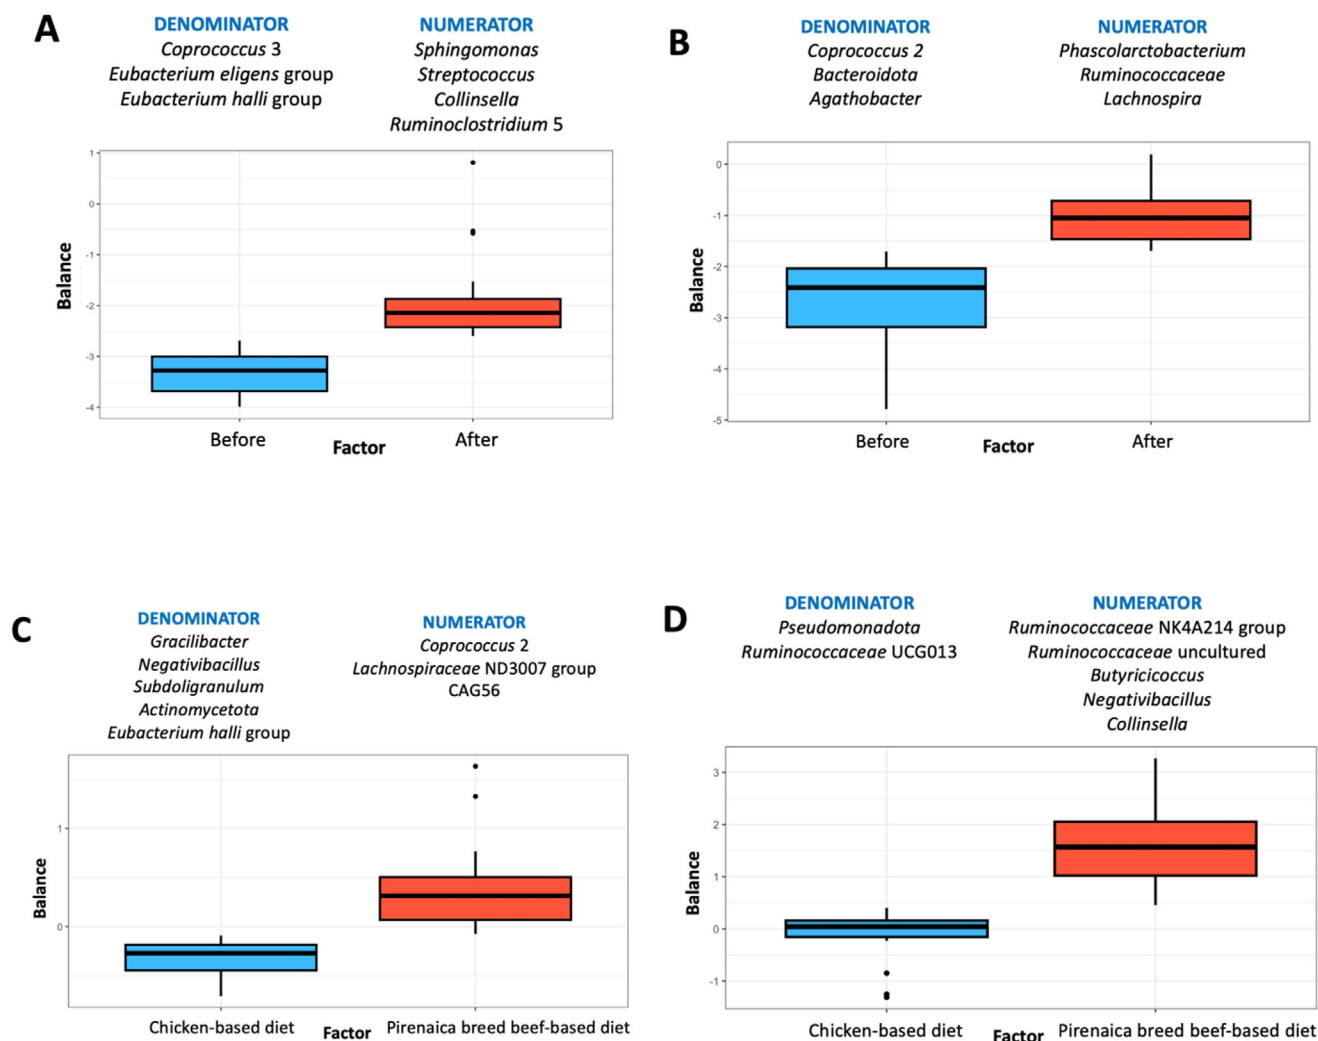 A
DENOMINATOR
Coprococcus 3
Eubacterium eligens group
Eubacterium halli group
NUMERATOR
Sphingomonas
Streptococcus
Collinsella
Ruminoclostridium 5
Balance
1
0
-1
-2
-3
-4
Before
Factor
After
B
DENOMINATOR
Coprococcus 2
Bacteroidota
Agathobacter
NUMERATOR
Phascolarctobacterium
Ruminococcaceae
Lachnospira
Balance
0
-1
-2
-3
-4
-5
Before
Factor
After
C
DENOMINATOR
Gracilibacter
Negativibacillus
Subdoligranulum
Actinomycetota
Eubacterium halli group
NUMERATOR
Coprococcus 2
Lachnospiraceae ND3007 group
CAG56
Balance
1
0
Chicken-based diet
Factor
Pirenaica breed beef-based diet
D
DENOMINATOR
Pseudomonadota
Ruminococcaceae UCG013
NUMERATOR
Ruminococcaceae NK4A214 group
Ruminococcaceae uncultured
Butyricicoccus
Negativibacillus
Collinsella
Balance
3
2
1
0
-1
Chicken-based diet
Factor
Pirenaica breed beef-based diet